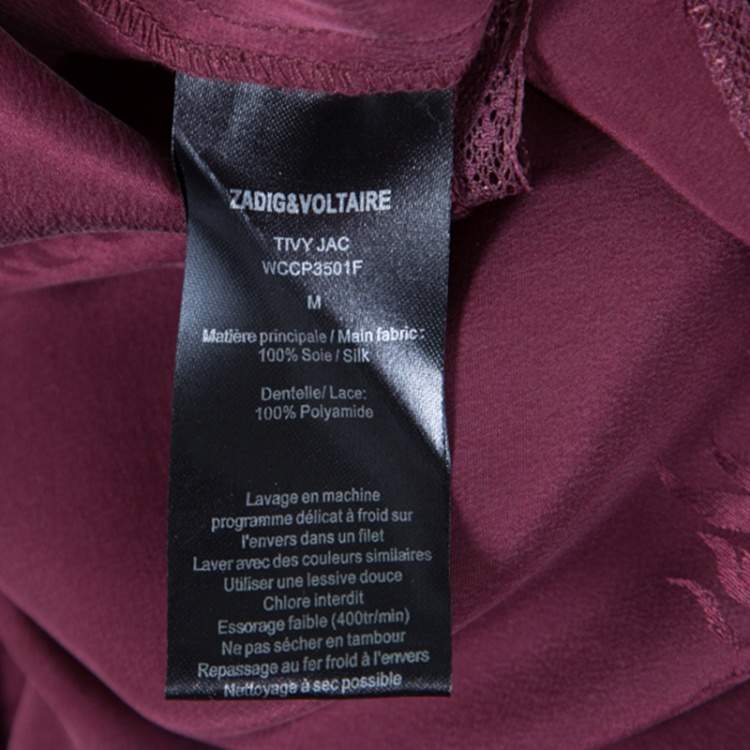 ZADIG&VOLTAIRE
TIVY JAC
WCCP3501F
M
Matière principale / Main fabric:
100% Soie / Silk
Dentelle/ Lace:
100% Polyamide
Lavage en machine
programme délicat à froid sur
l'envers dans un filet
Laver avec des couleurs similaires
Utiliser une lessive douce
Chlore interdit
Essorage faible (400tr/min)
Ne pas sécher en tambour
Repassage au fer froid à l'envers
Nettoyage à sec possible